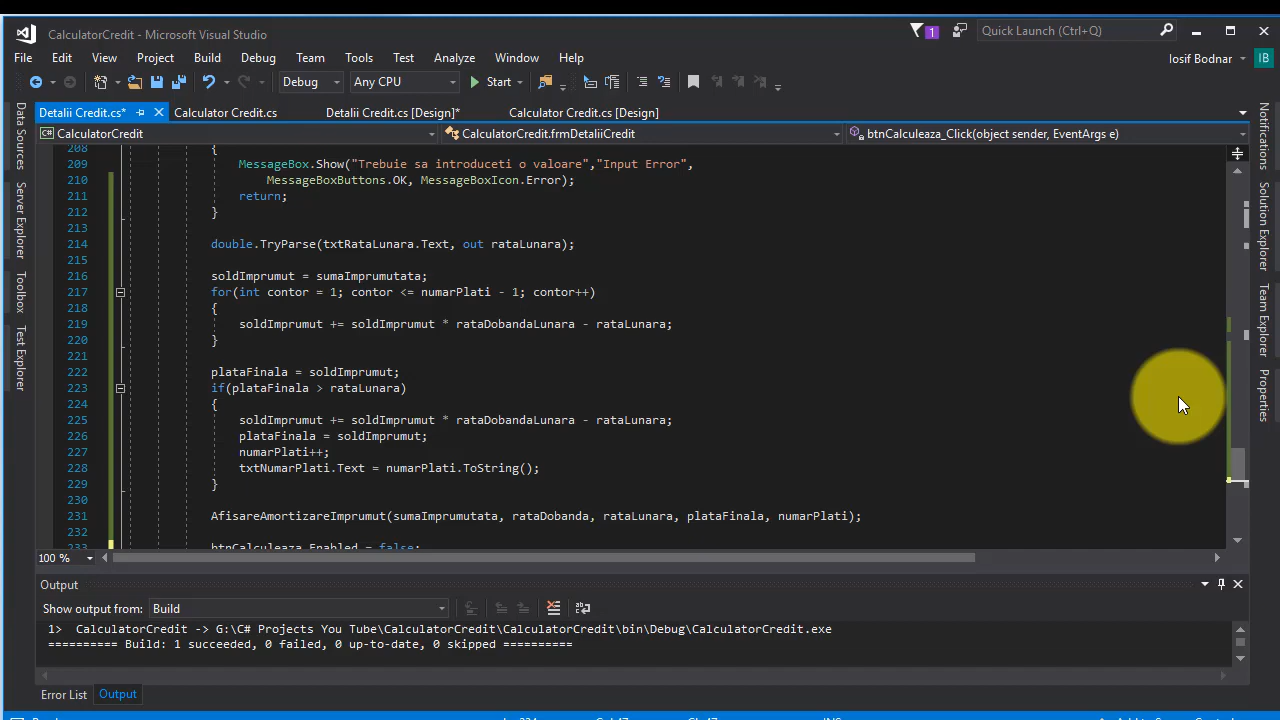 CalculatorCredit - Microsoft Visual Studio
1
Quick Launch (Ctrl+Q)
File Edit View Project Build Debug Team Tools Test Analyze Window Help
Iosif Bodnar
IB
Debug Any CPU Start
Detalii Credit.cs* Calculator Credit.cs Detalii Credit.cs [Design]* Calculator Credit.cs [Design]
CalculatorCredit CalculatorCredit.frmDetaliiCredit btnCalculeaza_Click(object sender, EventArgs e)
Data Sources
Server Explorer
Toolbox
Test Explorer
208 {
209 MessageBox.Show("Trebuie sa introduceti o valoare","Input Error",
210 MessageBoxButtons.OK, MessageBoxIcon.Error);
211 return;
212 }
213
214 double.TryParse(txtRataLunara.Text, out rataLunara);
215
216 soldImprumut = sumaImprumutata;
217 for(int contor = 1; contor <= numarPlati - 1; contor++)
218 {
219 soldImprumut += soldImprumut * rataDobandaLunara - rataLunara;
220 }
221
222 plataFinala = soldImprumut;
223 if(plataFinala > rataLunara)
224 {
225 soldImprumut += soldImprumut * rataDobandaLunara - rataLunara;
226 plataFinala = soldImprumut;
227 numarPlati++;
228 txtNumarPlati.Text = numarPlati.ToString();
229 }
230
231 AfisareAmortizareImprumut(sumaImprumutata, rataDobanda, rataLunara, plataFinala, numarPlati);
232
233 btnCalculeaza.Enabled = false;
Notifications
Solution Explorer
Team Explorer
Properties
100 %
Output
Show output from: Build
1> CalculatorCredit -> G:\C# Projects You Tube\CalculatorCredit\CalculatorCredit\bin\Debug\CalculatorCredit.exe
========== Build: 1 succeeded, 0 failed, 0 up-to-date, 0 skipped ==========
Error List Output